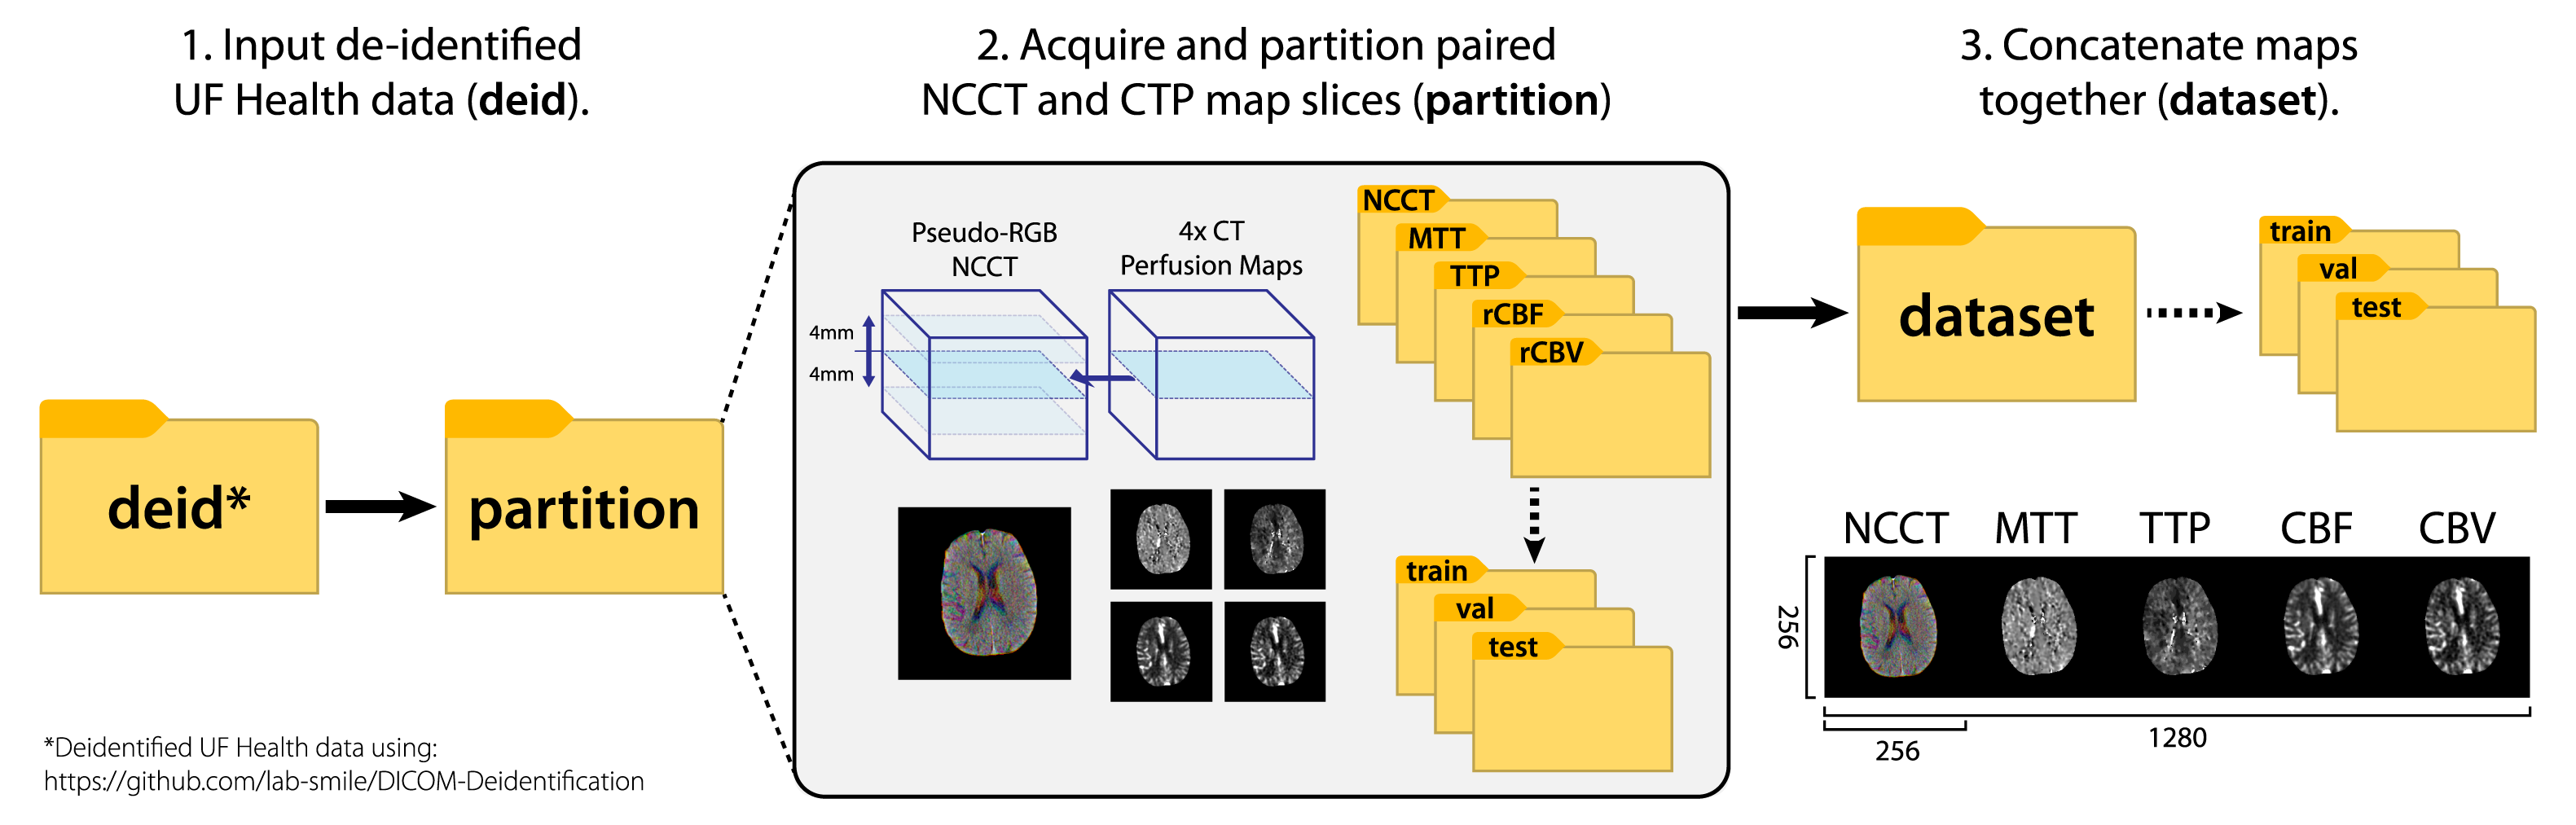 1. Input de-identified
UF Health data (deid).
2. Acquire and partition paired
NCCT and CTP map slices (partition)
3. Concatenate maps
together (dataset).
deid*
partition
*Deidentified UF Health data using:
https://github.com/lab-smile/DICOM-Deidentification
Pseudo-RGB
NCCT
4x CT
Perfusion Maps
4mm
4mm
NCCT
MTT
TTP
rCBF
rCBV
train
val
test
dataset
train
val
test
NCCT MTT TTP CBF CBV
256
256
1280